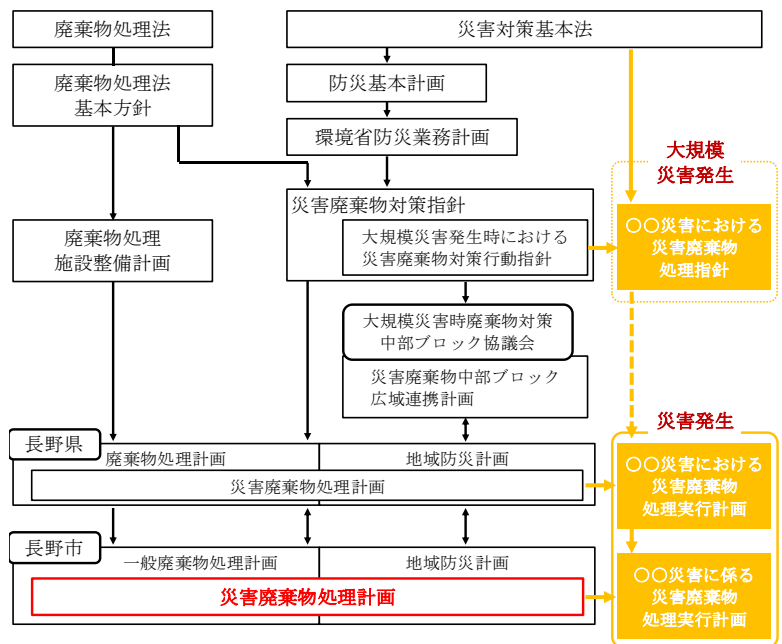 廃棄物処理法
災害対策基本法
廃棄物処理法
基本方針
防災基本計画
環境省防災業務計画
大規模
災害発生
災害廃棄物対策指針
大規模災害発生時における
災害廃棄物対策行動指針
〇〇災害における
災害廃棄物
処理指針
廃棄物処理
施設整備計画
大規模災害時廃棄物対策
中部ブロック協議会
災害廃棄物中部ブロック
広域連携計画
災害発生
長野県
廃棄物処理計画
地域防災計画
災害廃棄物処理計画
〇〇災害における
災害廃棄物
処理実行計画
長野市
一般廃棄物処理計画
地域防災計画
災害廃棄物処理計画
〇〇災害に係る
災害廃棄物
処理実行計画